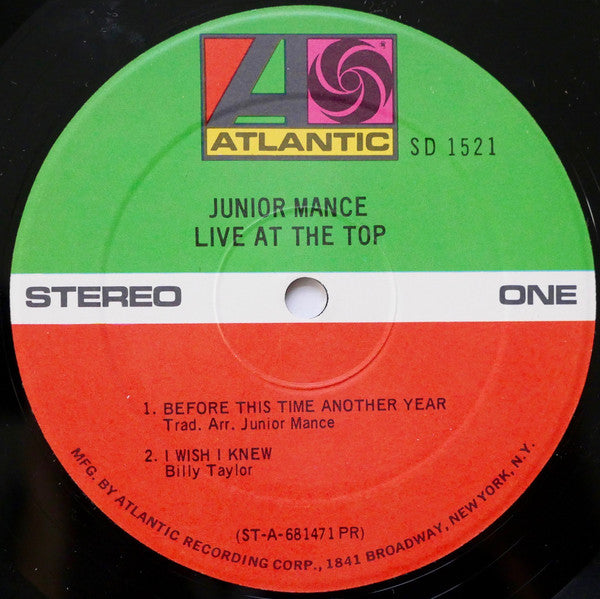 ATLANTIC
SD 1521
JUNIOR MANCE
LIVE AT THE TOP
STEREO
ONE
1. BEFORE THIS TIME ANOTHER YEAR
Trad. Arr. Junior Mance
2. I WISH I KNEW
Billy Taylor
(ST-A-681471 PR)
MFG. BY ATLANTIC RECORDING CORP., 1841 BROADWAY, NEW YORK, N.Y.